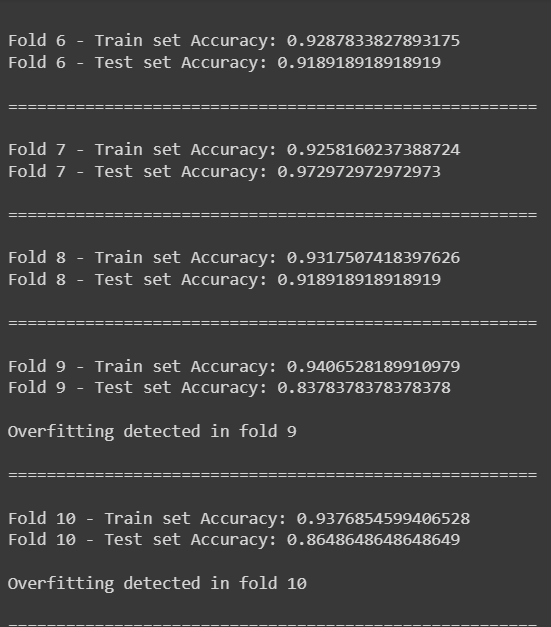 Fold 6 - Train set Accuracy: 0.9287833827893175
Fold 6 - Test set Accuracy: 0.918918918918919
=======================================================
Fold 7 - Train set Accuracy: 0.9258160237388724
Fold 7 - Test set Accuracy: 0.972972972972973
=======================================================
Fold 8 - Train set Accuracy: 0.9317507418397626
Fold 8 - Test set Accuracy: 0.918918918918919
=======================================================
Fold 9 - Train set Accuracy: 0.9406528189910979
Fold 9 - Test set Accuracy: 0.8378378378378378
Overfitting detected in fold 9
=======================================================
Fold 10 - Train set Accuracy: 0.9376854599406528
Fold 10 - Test set Accuracy: 0.8648648648648649
Overfitting detected in fold 10
=======================================================